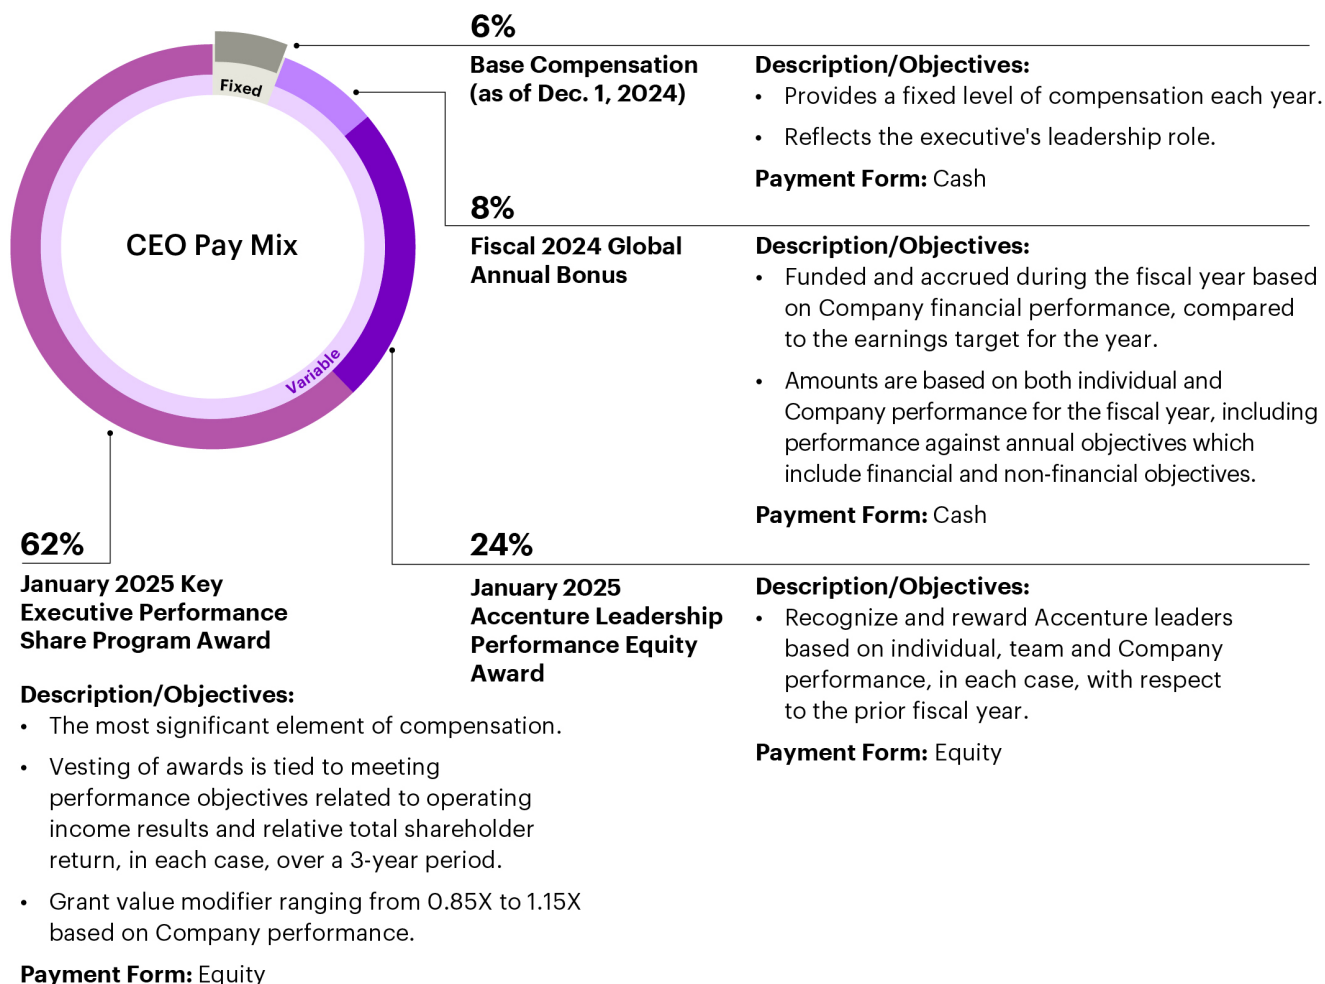 CEO Pay Mix
Fixed
Variable
6%
Base Compensation
(as of Dec. 1, 2024)
Description/Objectives:
• Provides a fixed level of compensation each year.
• Reflects the executive's leadership role.
Payment Form: Cash
8%
Fiscal 2024 Global
Annual Bonus
Description/Objectives:
• Funded and accrued during the fiscal year based
on Company financial performance, compared
to the earnings target for the year.
• Amounts are based on both individual and
Company performance for the fiscal year, including
performance against annual objectives which
include financial and non-financial objectives.
Payment Form: Cash
24%
January 2025
Accenture Leadership
Performance Equity
Award
Description/Objectives:
• Recognize and reward Accenture leaders
based on individual, team and Company
performance, in each case, with respect
to the prior fiscal year.
Payment Form: Equity
62%
January 2025 Key
Executive Performance
Share Program Award
Description/Objectives:
• The most significant element of compensation.
• Vesting of awards is tied to meeting
performance objectives related to operating
income results and relative total shareholder
return, in each case, over a 3-year period.
• Grant value modifier ranging from 0.85X to 1.15X
based on Company performance.
Payment Form: Equity